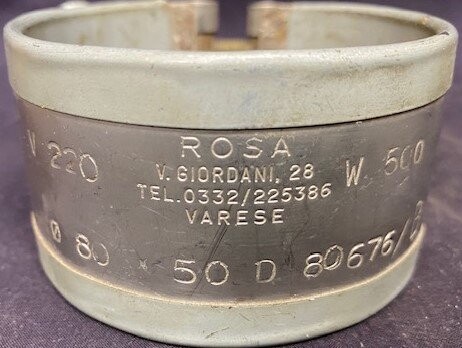 ROSA
V 220 V. GIORDANI, 28 W 500
TEL.0332/225386
VARESE
Ø 80 x 50 D 80676/